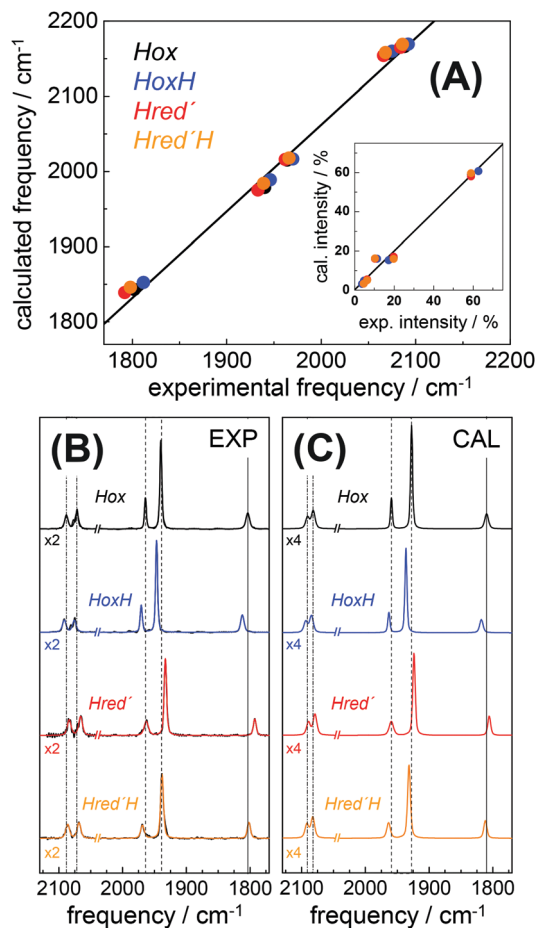 2200
2100
2000
1900
1800
calculated frequency / cm⁻¹
Hox
HoxH
Hred´
Hred´H
(A)
60
40
20
0
cal. intensity / %
0 20 40 60
exp. intensity / %
1800 1900 2000 2100 2200
experimental frequency / cm⁻¹
(B) EXP
Hox
x2
HoxH
x2
Hred´
x2
Hred´H
x2
2100 2000 1900 1800
frequency / cm⁻¹
(C) CAL
Hox
x4
HoxH
x4
Hred´
x4
Hred´H
x4
2100 2000 1900 1800
frequency / cm⁻¹